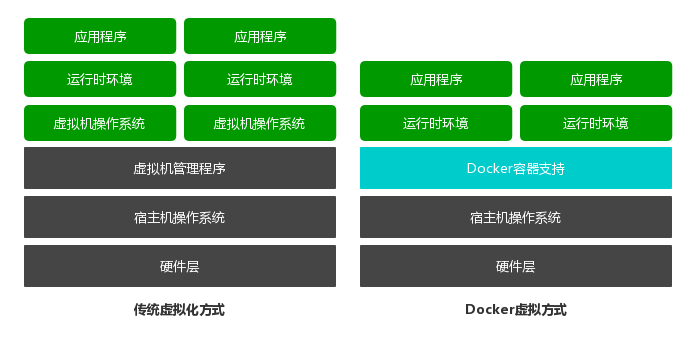 应用程序 应用程序
运行时环境 运行时环境 应用程序 应用程序
虚拟机操作系统 虚拟机操作系统 运行时环境 运行时环境
虚拟机管理程序 Docker容器支持
宿主机操作系统 宿主机操作系统
硬件层 硬件层
传统虚拟化方式 Docker虚拟方式